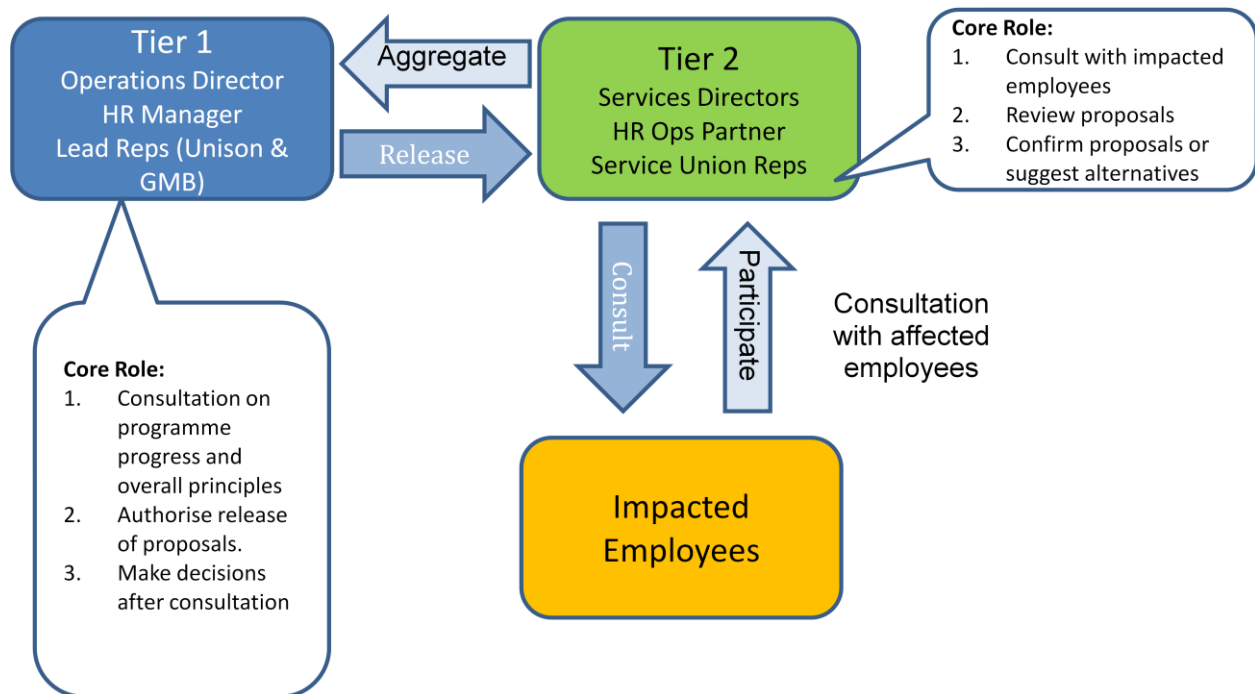 Tier 1
Operations Director
HR Manager
Lead Reps (Unison &
GMB)
Aggregate
Release
Tier 2
Services Directors
HR Ops Partner
Service Union Reps
Core Role:
1. Consult with impacted
employees
2. Review proposals
3. Confirm proposals or
suggest alternatives
Consult
Participate
Consultation
with affected
employees
Core Role:
1. Consultation on
programme
progress and
overall principles
2. Authorise release
of proposals.
3. Make decisions
after consultation
Impacted
Employees